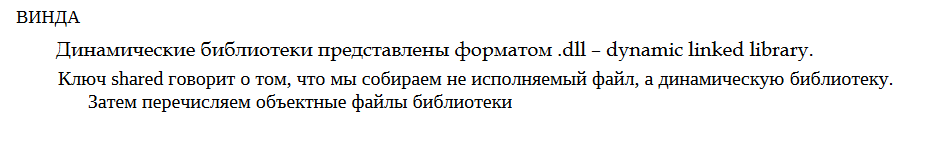 ВИНДА
Динамические библиотеки представлены форматом .dll – dynamic linked library.
Ключ shared говорит о том, что мы собираем не исполняемый файл, а динамическую библиотеку.
Затем перечисляем объектные файлы библиотеки